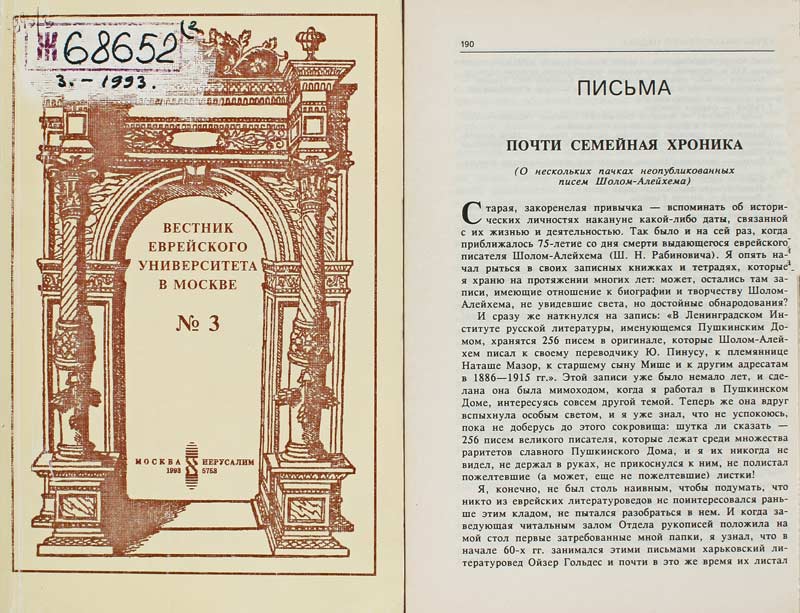 Ж 68652
3. – 1993.
ВЕСТНИК
ЕВРЕЙСКОГО
УНИВЕРСИТЕТА
В МОСКВЕ
№ 3
МОСКВА ИЕРУСАЛИМ
1993 5753
190
ПИСЬМА
ПОЧТИ СЕМЕЙНАЯ ХРОНИКА
(О нескольких пачках неопубликованных
писем Шолом-Алейхема)
Старая, закоренелая привычка — вспоминать об истори-
ческих личностях накануне какой-либо даты, связанной
с их жизнью и деятельностью. Так было и на сей раз, когда
приближалось 75-летие со дня смерти выдающегося еврейского
писателя Шолом-Алейхема (Ш. Н. Рабиновича). Я опять на-
чал рыться в своих записных книжках и тетрадях, которые
я храню на протяжении многих лет: может, остались там за-
писи, имеющие отношение к биографии и творчеству Шолом-
Алейхема, не увидевшие света, но достойные обнародования?
И сразу же наткнулся на запись: «В Ленинградском Ин-
ституте русской литературы, именующемся Пушкинским До-
мом, хранятся 256 писем в оригинале, которые Шолом-Алей-
хем писал к своему переводчику Ю. Пинусу, к племяннице
Наташе Мазор, к старшему сыну Мише и к другим адресатам
в 1886—1915 гг.». Этой записи уже было немало лет, и сде-
лана она была мимоходом, когда я работал в Пушкинском
Доме, интересуясь совсем другой темой. Теперь же она вдруг
вспыхнула особым светом, и я уже знал, что не успокоюсь,
пока не доберусь до этого сокровища: шутка ли сказать —
256 писем великого писателя, которые лежат среди множества
раритетов славного Пушкинского Дома, и я их никогда не
видел, не держал в руках, не прикоснулся к ним, не полистал
пожелтевшие (а может, еще не пожелтевшие) листки!
Я, конечно, не был столь наивным, чтобы подумать, что
никто из еврейских литературоведов не поинтересовался рань-
ше этим кладом, не пытался разобраться в нем. И когда за-
ведующая читальным залом Отдела рукописей положила на
мой стол первые затребованные мной папки, я узнал, что в
начале 60-х гг. занимался этими письмами харьковский ли-
тературовед Ойзер Гольдес и почти в это же время их листал